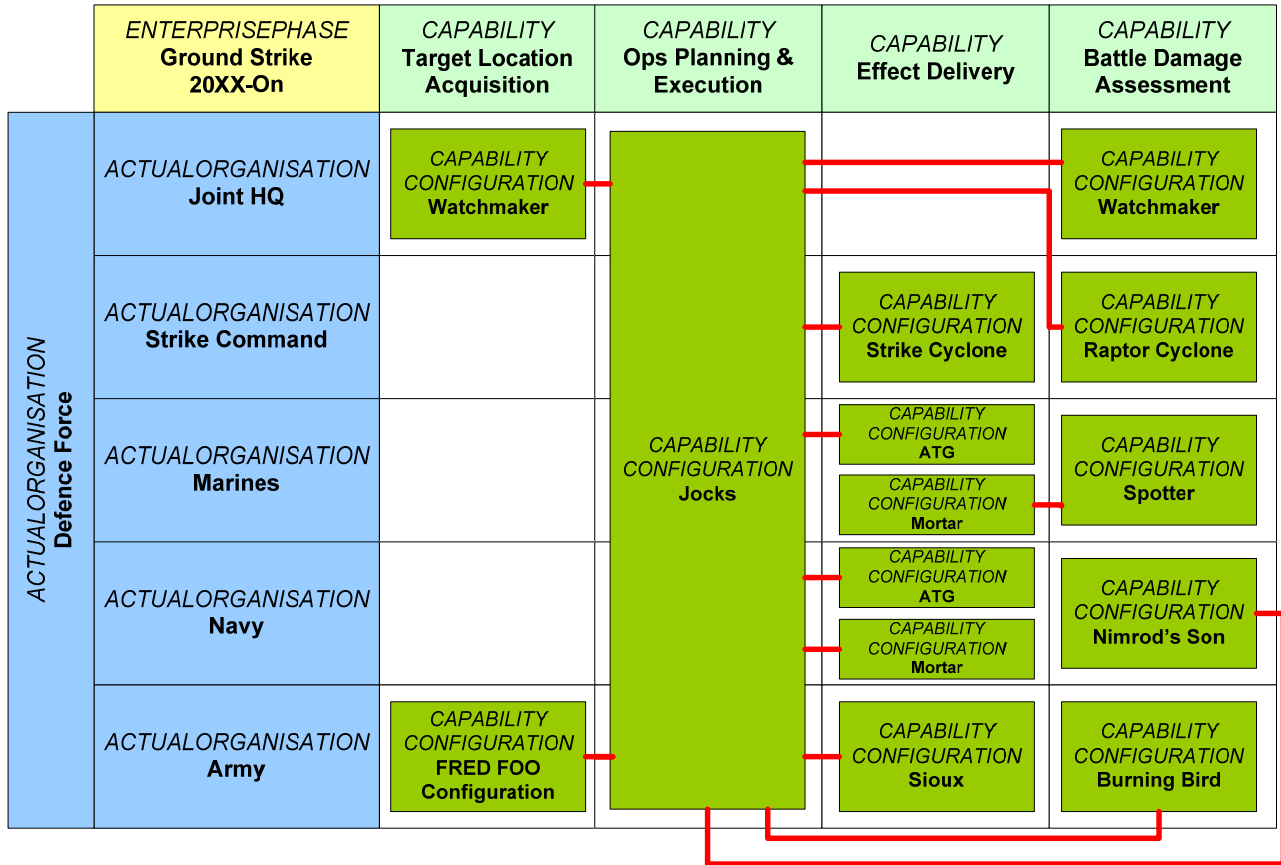 ENTERPRISEPHASE
Ground Strike
20XX-On
CAPABILITY
Target Location
Acquisition
CAPABILITY
Ops Planning &
Execution
CAPABILITY
Effect Delivery
CAPABILITY
Battle Damage
Assessment
ACTUALORGANISATION
Defence Force
ACTUALORGANISATION
Joint HQ
CAPABILITY
CONFIGURATION
Watchmaker
CAPABILITY
CONFIGURATION
Jocks
CAPABILITY
CONFIGURATION
Watchmaker
ACTUALORGANISATION
Strike Command
CAPABILITY
CONFIGURATION
Strike Cyclone
CAPABILITY
CONFIGURATION
Raptor Cyclone
ACTUALORGANISATION
Marines
CAPABILITY
CONFIGURATION
ATG
CAPABILITY
CONFIGURATION
Mortar
CAPABILITY
CONFIGURATION
Spotter
ACTUALORGANISATION
Navy
CAPABILITY
CONFIGURATION
ATG
CAPABILITY
CONFIGURATION
Mortar
CAPABILITY
CONFIGURATION
Nimrod's Son
ACTUALORGANISATION
Army
CAPABILITY
CONFIGURATION
FRED FOO
Configuration
CAPABILITY
CONFIGURATION
Sioux
CAPABILITY
CONFIGURATION
Burning Bird